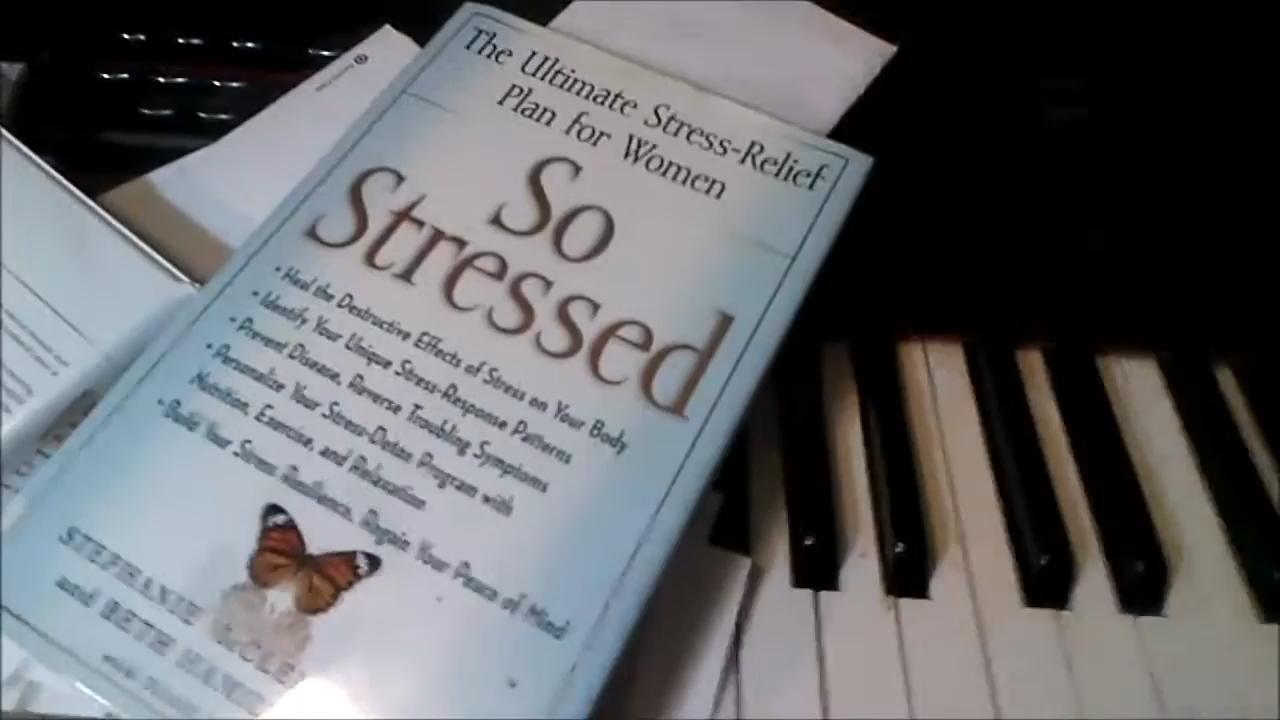 The Ultimate Stress-Relief
Plan for Women
So
Stressed
• Heal the Destructive Effects of Stress on Your Body
• Identify Your Unique Stress-Response Patterns
• Prevent Disease, Reverse Troubling Symptoms
• Personalize Your Stress-Detox Program with
Nutrition, Exercise, and Relaxation
• Build Your Stress Resilience, Regain Your Peace of Mind
STEPHANIE
and BETH